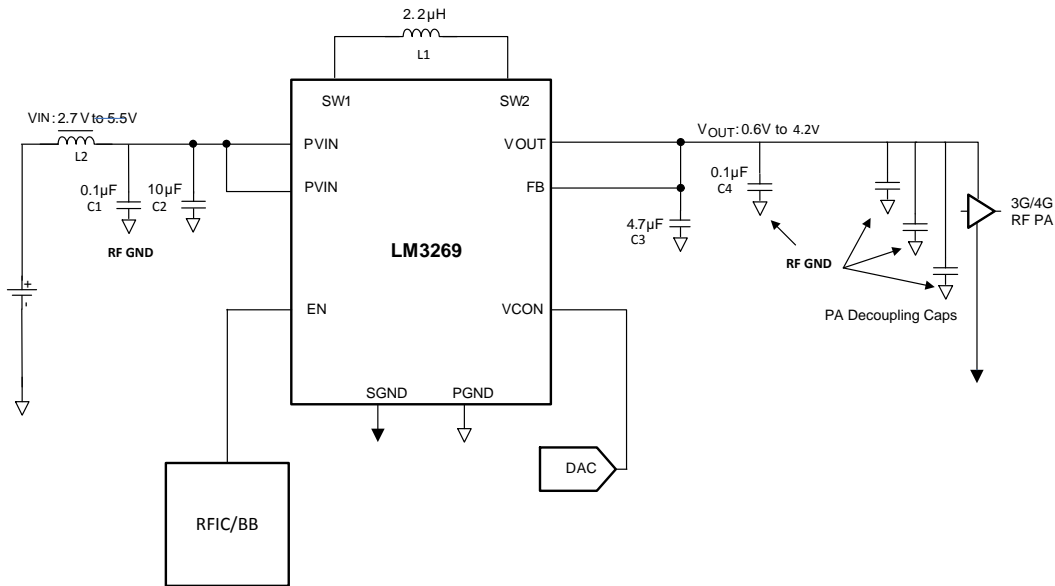 2.2µH
L1
SW1
SW2
VIN: 2.7 V to 5.5V
L2
PVIN
PVIN
0.1µF
C1
10µF
C2
RF GND
LM3269
VOUT
FB
VOUT: 0.6V to 4.2V
0.1µF
C4
4.7µF
C3
RF GND
3G/4G
RF PA
PA Decoupling Caps
+
-
EN
VCON
SGND
PGND
DAC
RFIC/BB